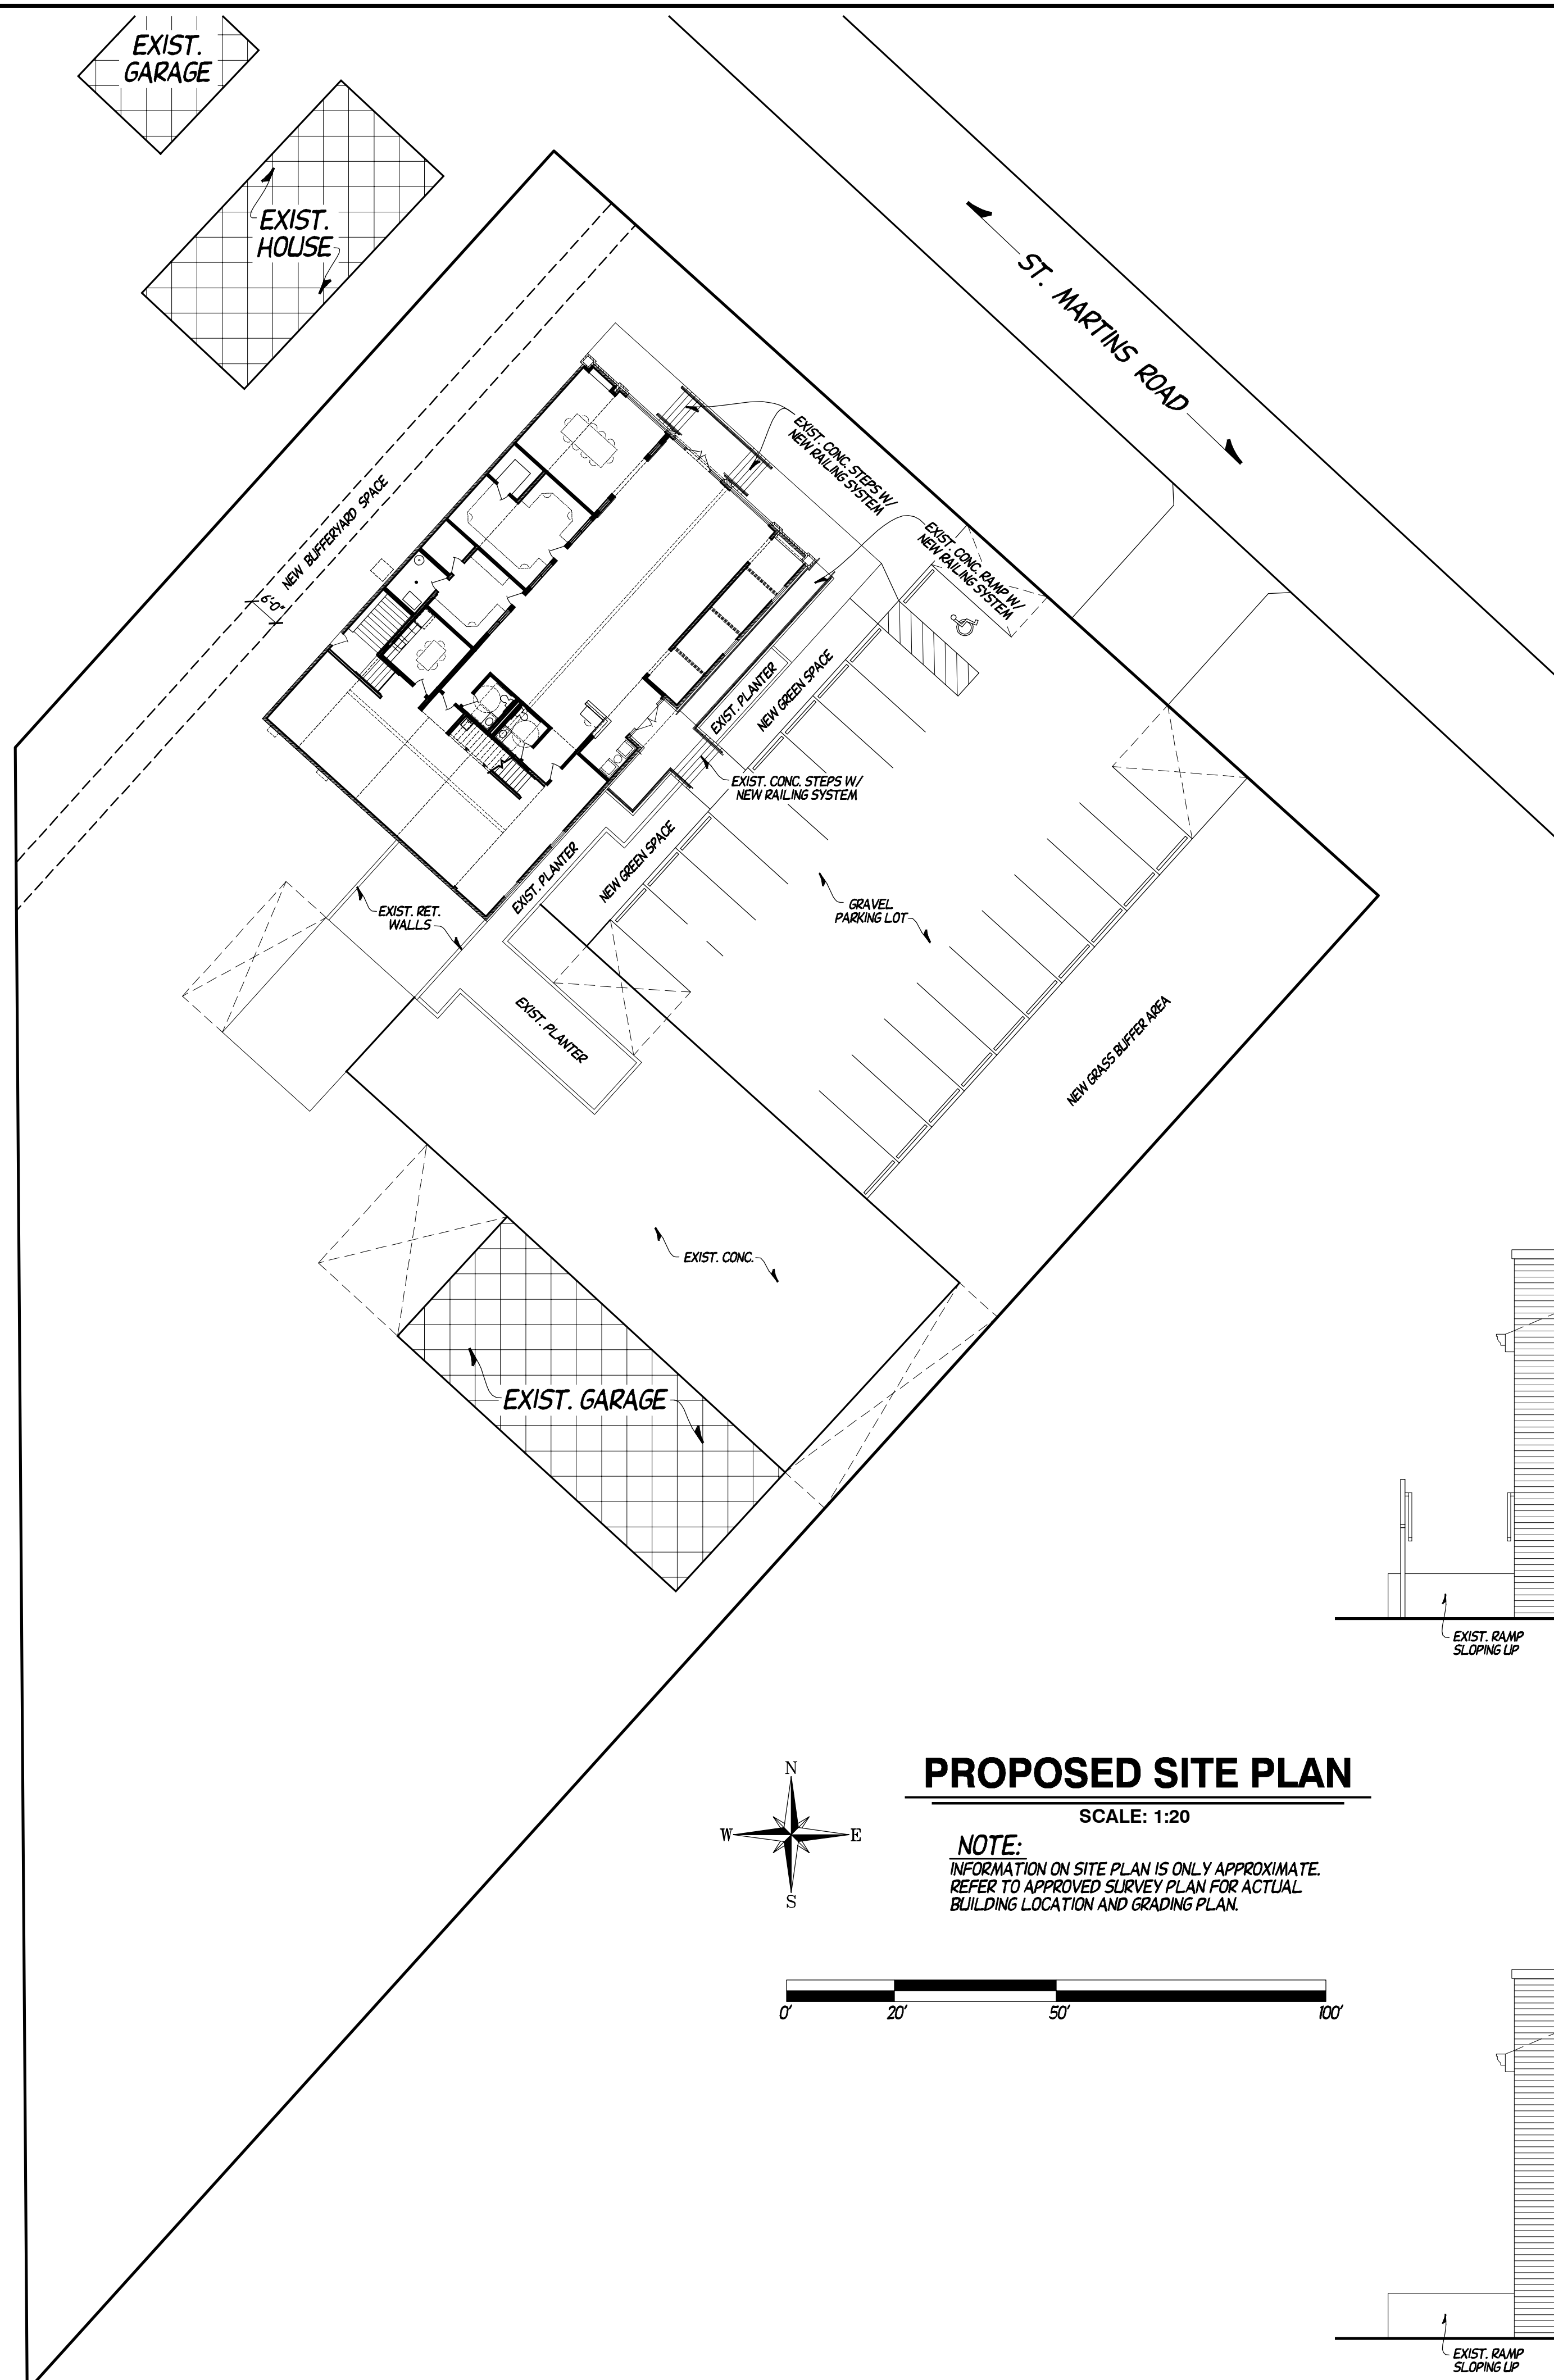 EXIST.
GARAGE
EXIST.
HOUSE
ST. MARTINS ROAD
EXIST. CONC. STEPS W/
NEW RAILING SYSTEM
EXIST. CONC. RAMP W/
NEW RAILING SYSTEM
NEW BUFFERYARD SPACE
6'-0"
EXIST. PLANTER
NEW GREEN SPACE
EXIST. CONC. STEPS W/
NEW RAILING SYSTEM
EXIST. PLANTER
NEW GREEN SPACE
EXIST. RET.
WALLS
GRAVEL
PARKING LOT
EXIST. PLANTER
NEW GRASS BUFFER AREA
EXIST. CONC.
EXIST. GARAGE
EXIST. RAMP
SLOPING UP
N
W
E
S
PROPOSED SITE PLAN
SCALE: 1:20
NOTE:
INFORMATION ON SITE PLAN IS ONLY APPROXIMATE.
REFER TO APPROVED SURVEY PLAN FOR ACTUAL
BUILDING LOCATION AND GRADING PLAN.
0' 20' 50' 100'
EXIST. RAMP
SLOPING UP